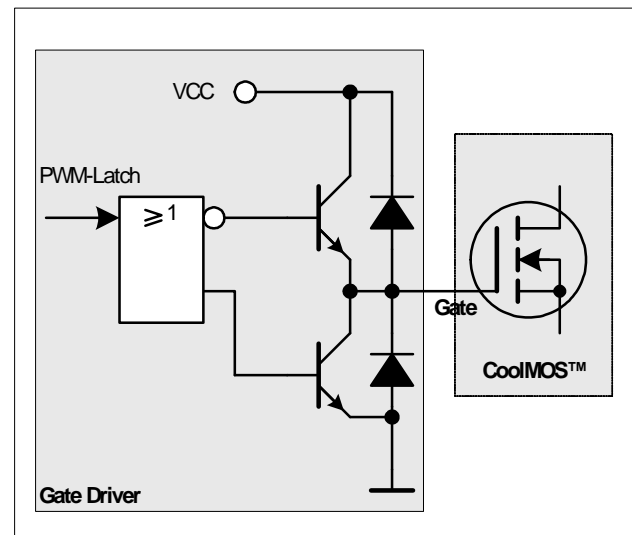 VCC
PWM-Latch
≥1
Gate
CoolMOS™
Gate Driver